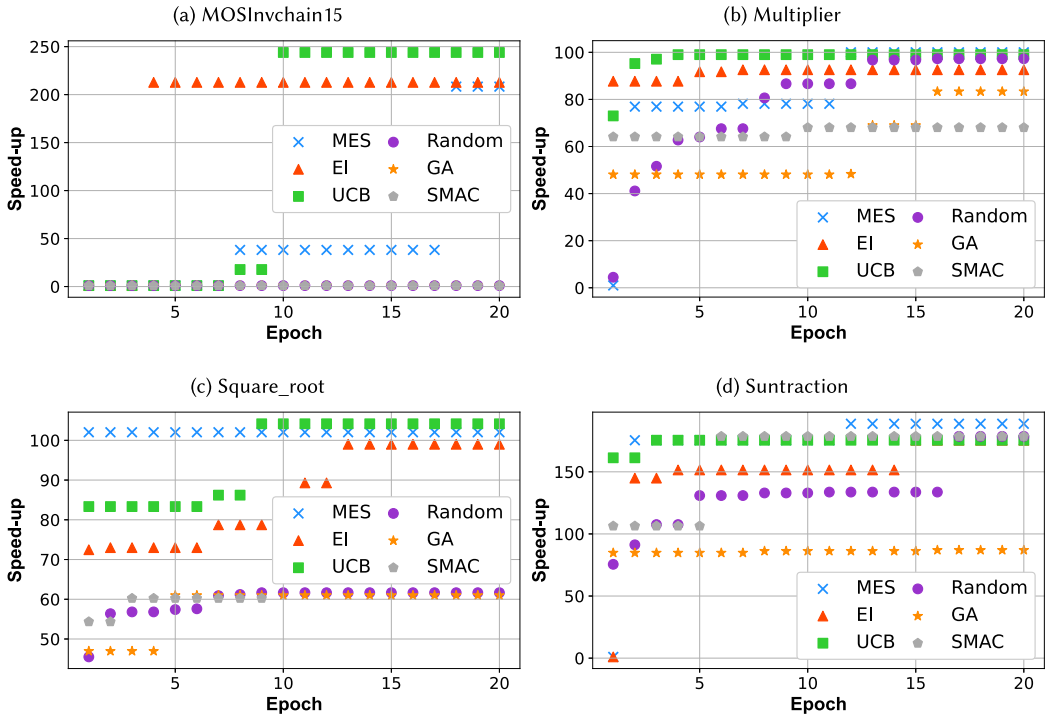 (a) MOSInvchain15
250
200
150
100
50
0
Speed-up
MES
EI
UCB
Random
GA
SMAC
5
10
15
20
Epoch
(b) Multiplier
100
80
60
40
20
0
Speed-up
MES
EI
UCB
Random
GA
SMAC
5
10
15
20
Epoch
(c) Square_root
100
90
80
70
60
50
Speed-up
MES
EI
UCB
Random
GA
SMAC
5
10
15
20
Epoch
(d) Suntraction
150
100
50
0
Speed-up
MES
EI
UCB
Random
GA
SMAC
5
10
15
20
Epoch